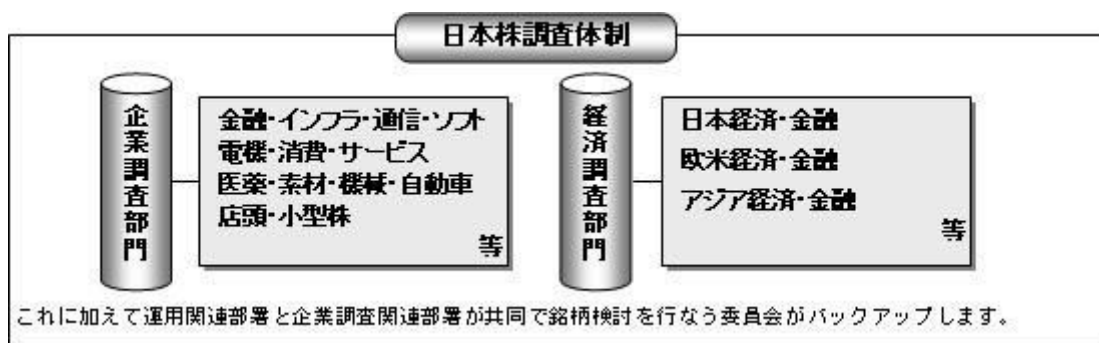 日本株調査体制
企業調査部門
金融・インフラ・通信・ソフト
電機・消費・サービス
医薬・素材・機械・自動車
店頭・小型株
等
経済調査部門
日本経済・金融
欧米経済・金融
アジア経済・金融
等
これに加えて運用関連部署と企業調査関連部署が共同で銘柄検討を行なう委員会がバックアップします。